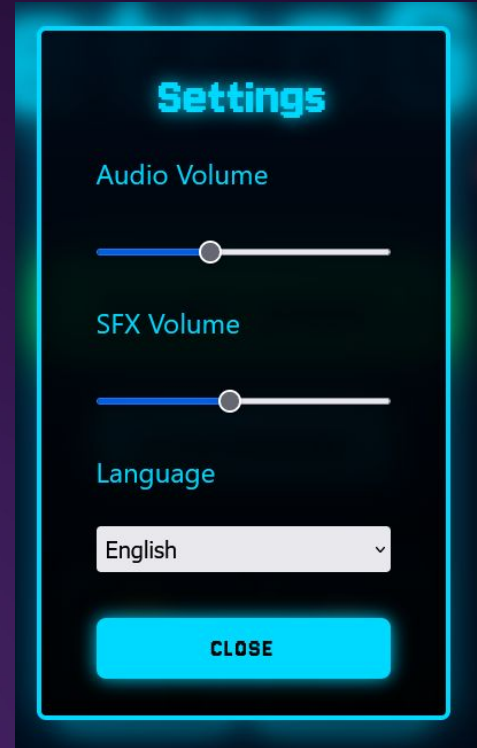 Settings
Audio Volume
SFX Volume
Language
English
CLOSE